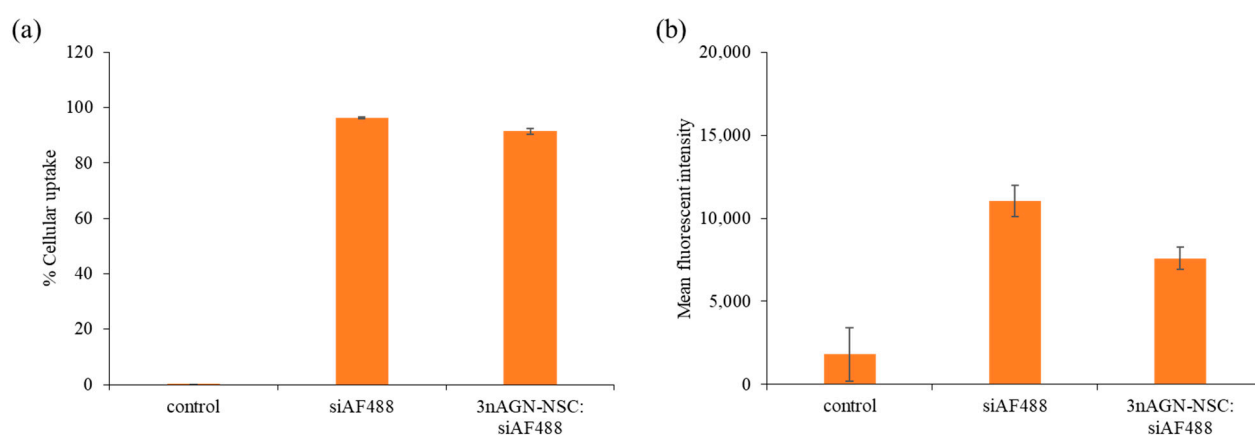 (a)
120
100
80
60
40
20
0
% Cellular uptake
control
siAF488
3nAGN-NSC:
siAF488
(b)
20,000
15,000
10,000
5,000
0
Mean fluorescent intensity
control
siAF488
3nAGN-NSC:
siAF488